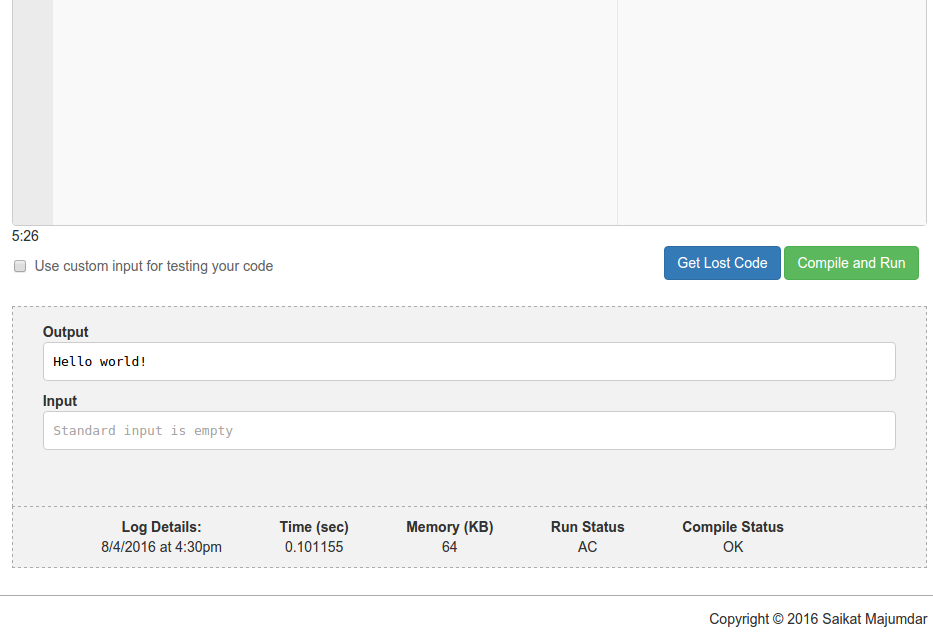 5:26
Use custom input for testing your code
Get Lost Code
Compile and Run
Output
Hello world!
Input
Standard input is empty
Log Details: Time (sec) Memory (KB) Run Status Compile Status
8/4/2016 at 4:30pm 0.101155 64 AC OK
Copyright © 2016 Saikat Majumdar